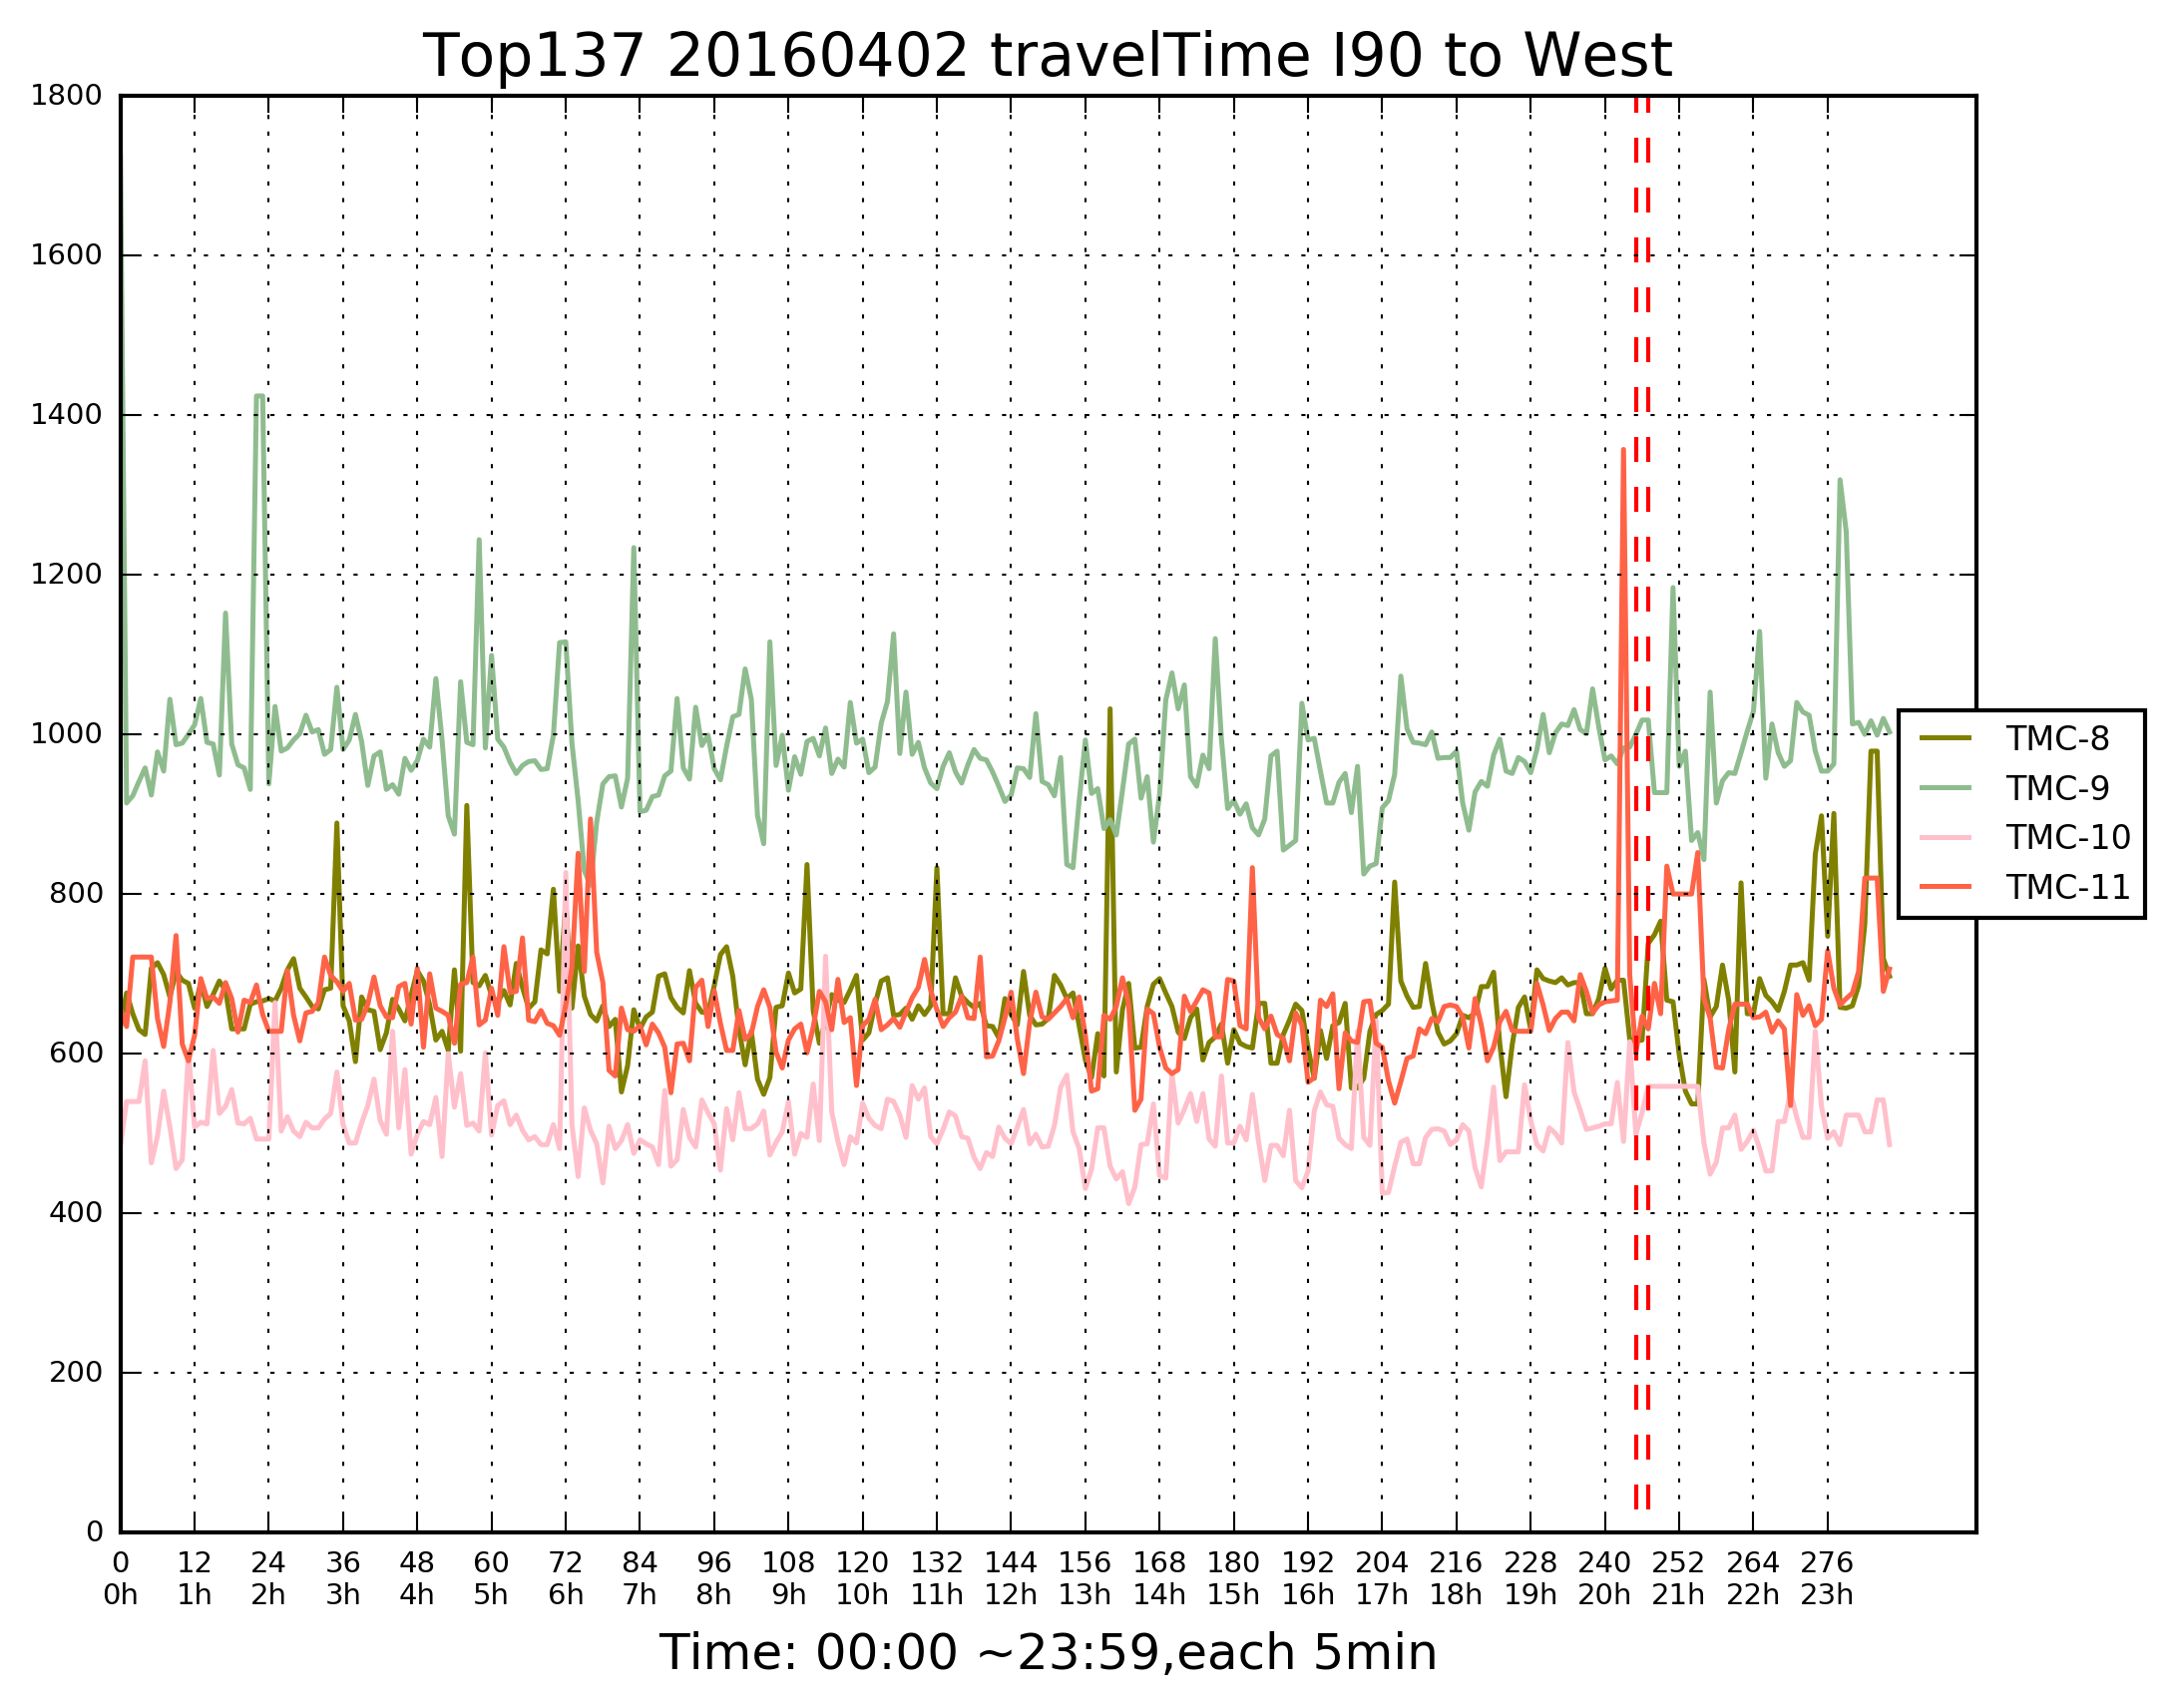 Top137 20160402 travelTime I90 to West
1800
1600
1400
1200
1000
800
600
400
200
0
TMC-8
TMC-9
TMC-10
TMC-11
0 12 24 36 48 60 72 84 96 108 120 132 144 156 168 180 192 204 216 228 240 252 264 276
0h 1h 2h 3h 4h 5h 6h 7h 8h 9h 10h 11h 12h 13h 14h 15h 16h 17h 18h 19h 20h 21h 22h 23h
Time: 00:00 ~23:59,each 5min